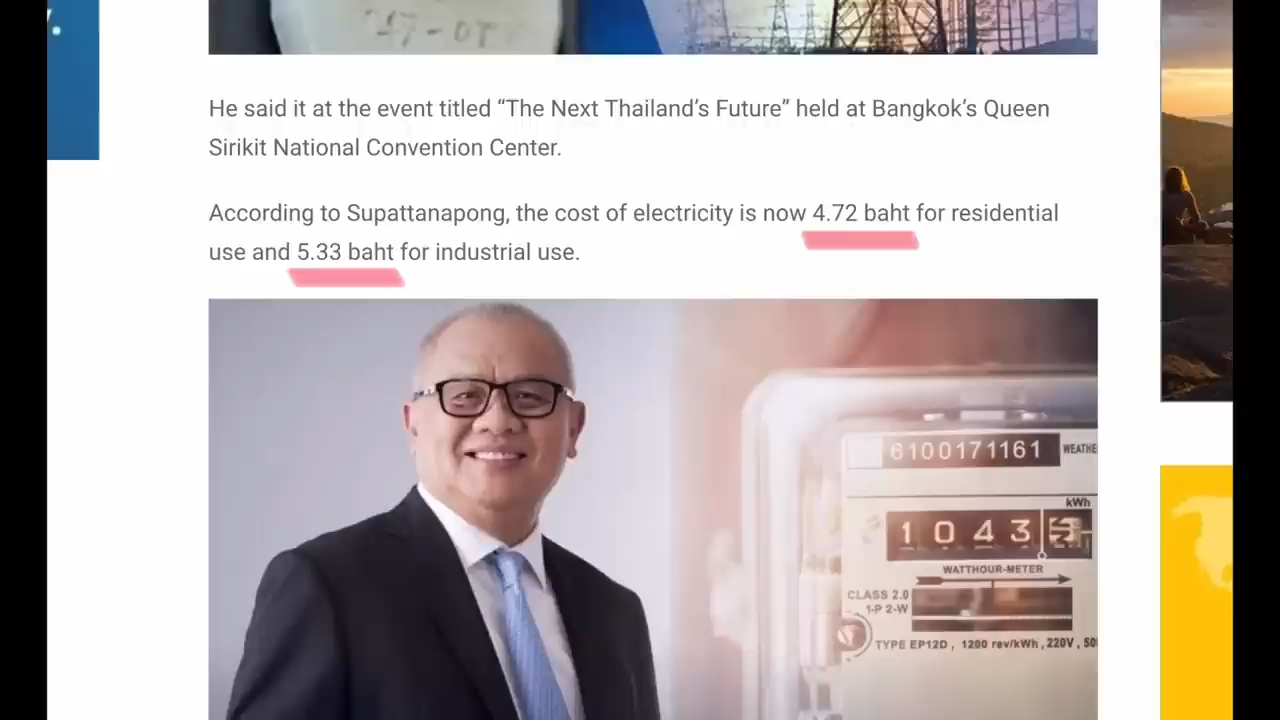 He said it at the event titled “The Next Thailand’s Future” held at Bangkok’s Queen
Sirikit National Convention Center.
According to Supattanapong, the cost of electricity is now 4.72 baht for residential
use and 5.33 baht for industrial use.
6100171161
kWh
1043
WATTHOUR-METER
CLASS 2.0
1-P 2-W
TYPE EP12D , 1200 rev/kWh , 220V ,